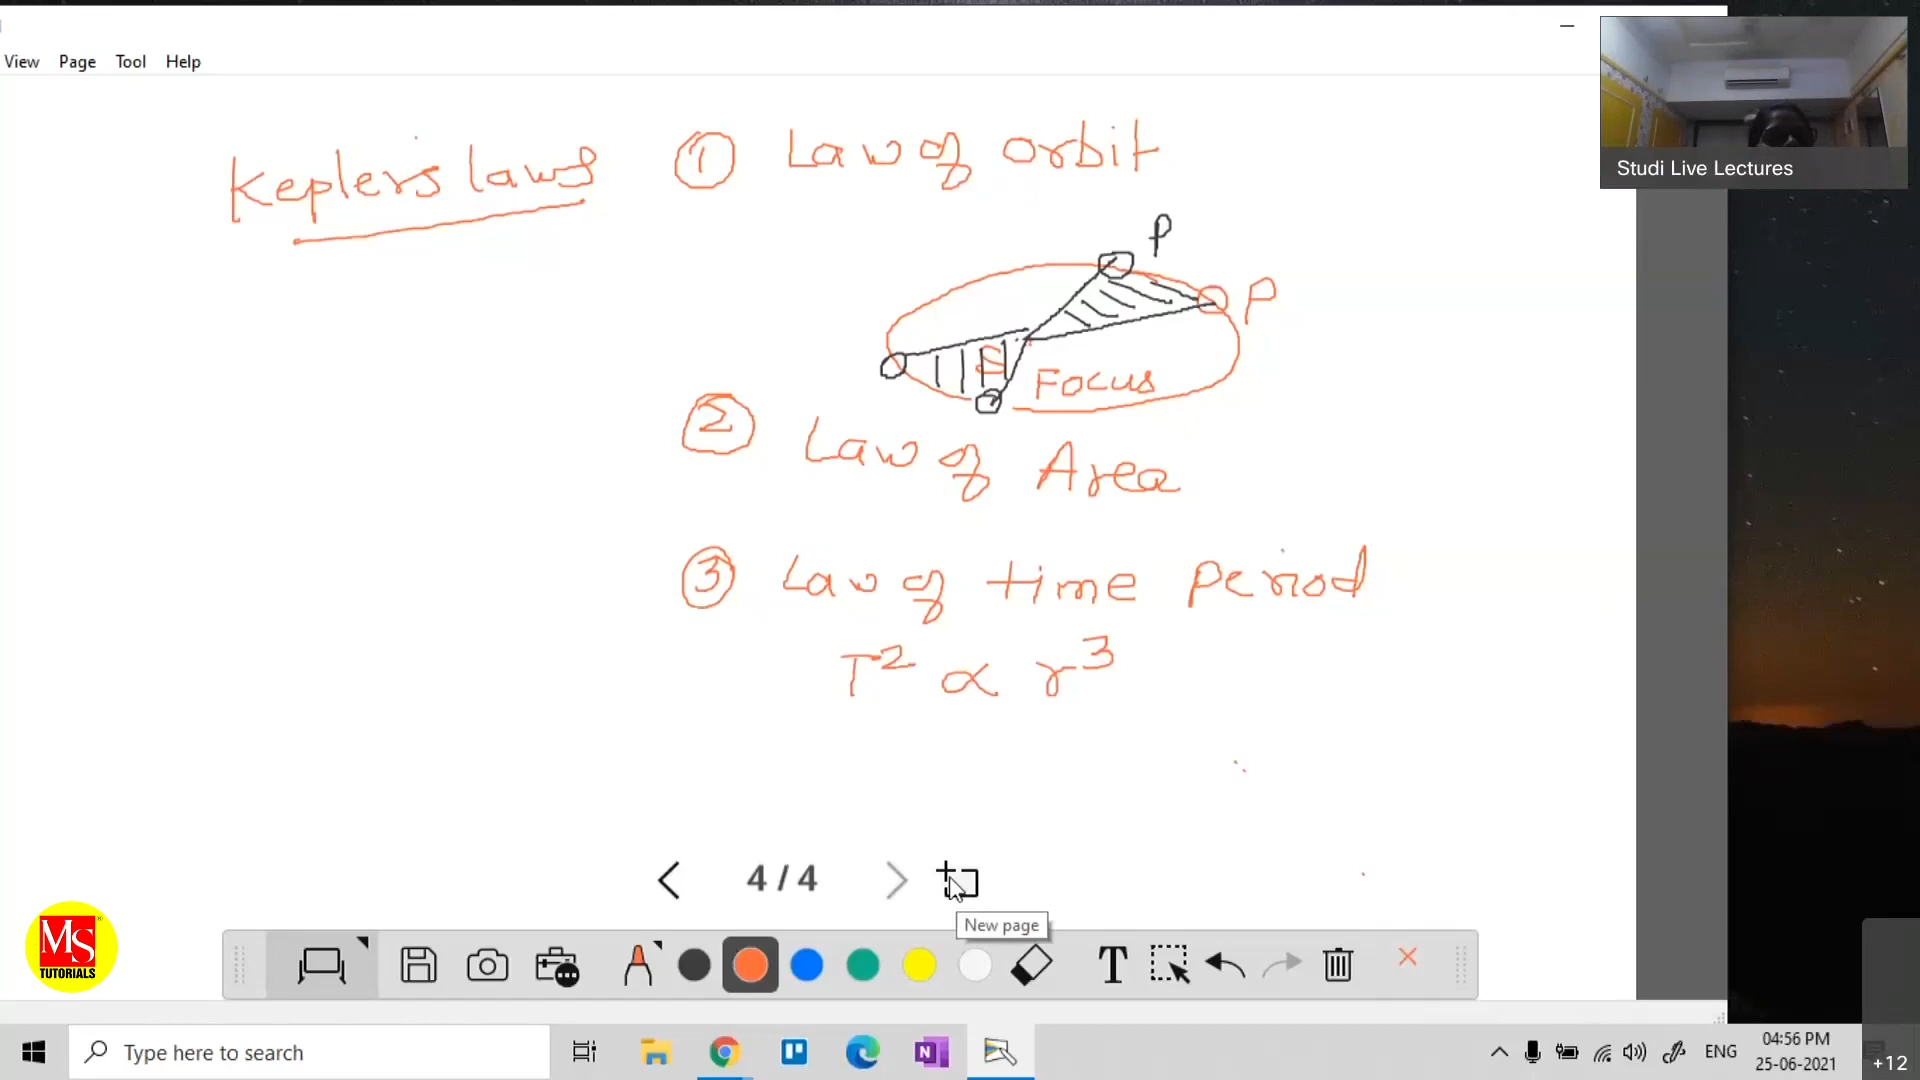 View Page Tool Help
Studi Live Lectures
Kepler's laws
① Law of orbit
P
P
S
Focus
② Law of Area
③ Law of time period
T² ∝ r³
4 / 4
New page
MS
TUTORIALS
T
Type here to search
ENG
04:56 PM
25-06-2021
+12